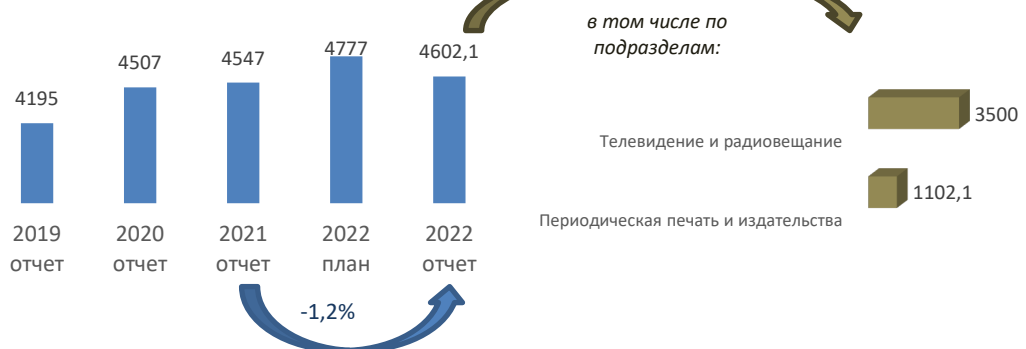 в том числе по
подразделам:
4195
4507
4547
4777
4602,1
2019
отчет
2020
отчет
2021
отчет
2022
план
2022
отчет
-1,2%
3500
Телевидение и радиовещание
1102,1
Периодическая печать и издательства